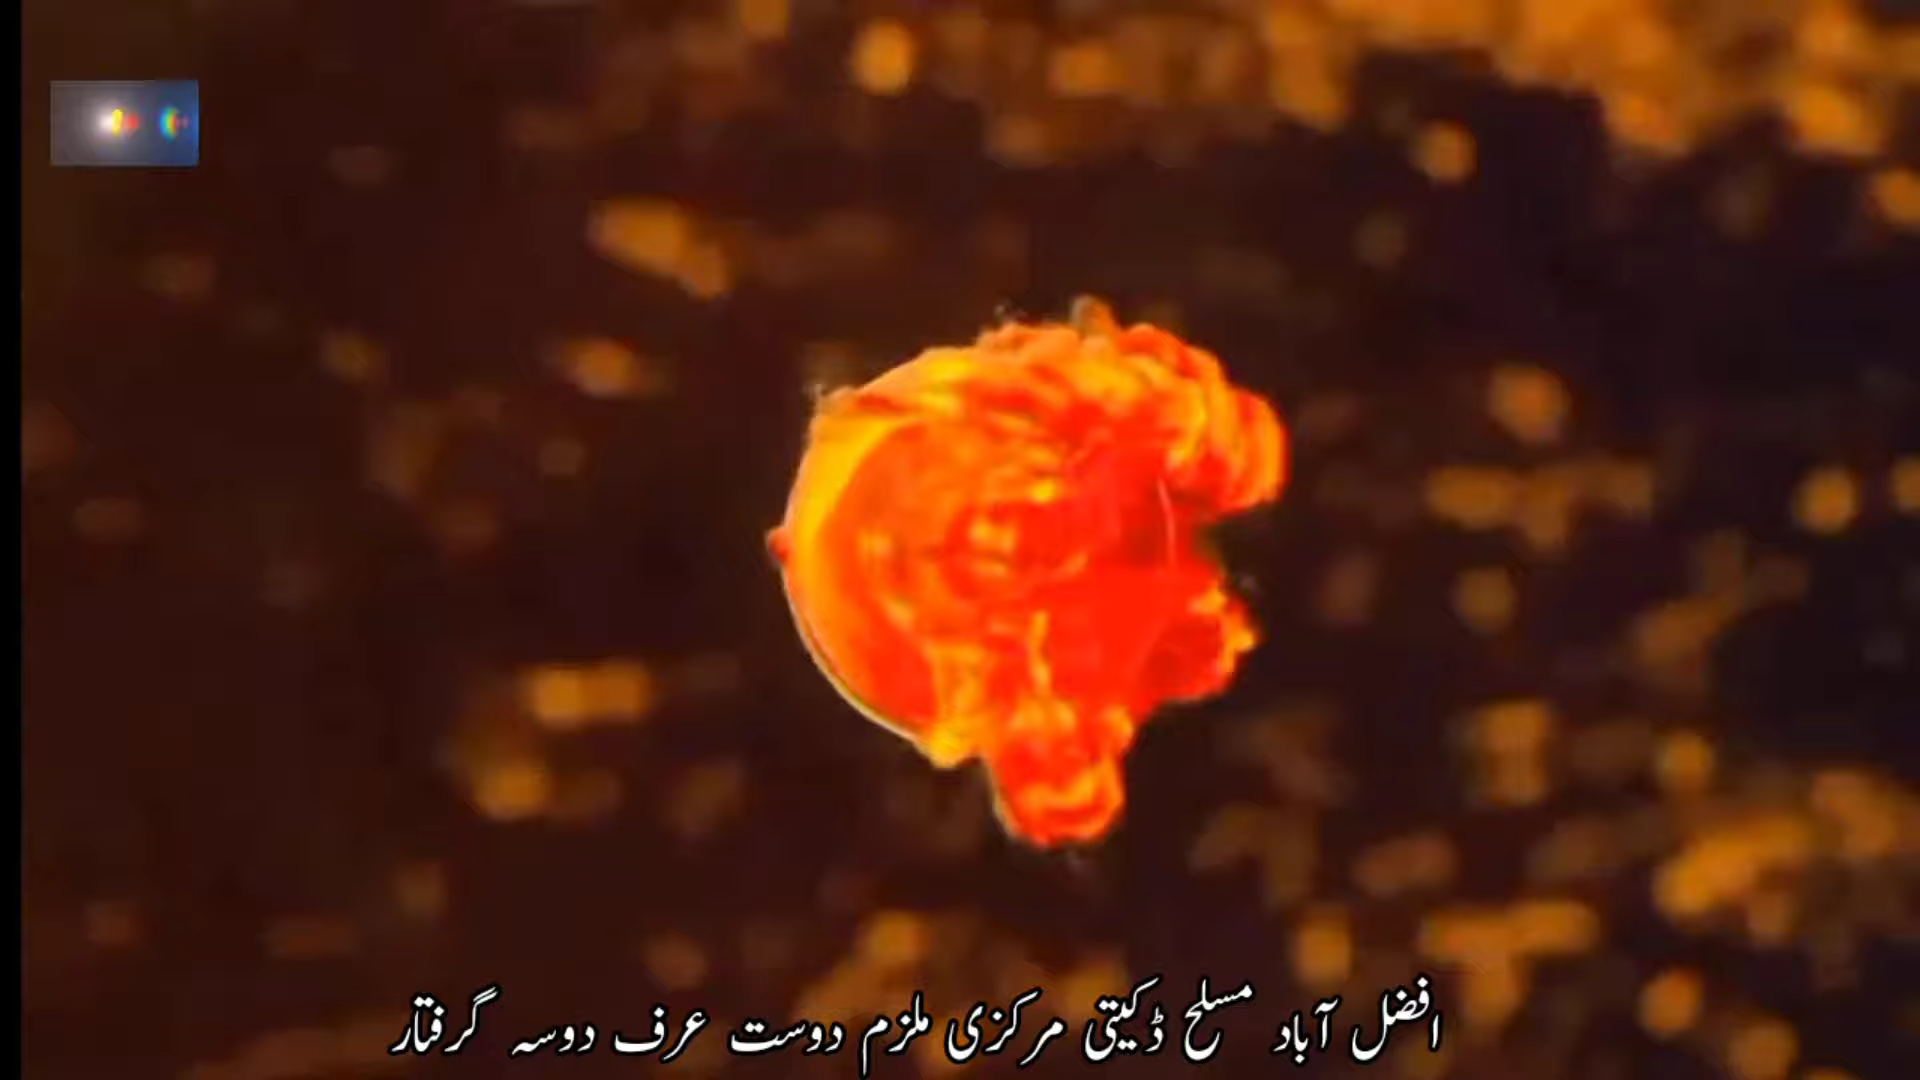 افضل آباد مسلح ڈکیتی مرکزی ملزم دوست عرف دوسہ گرفتار